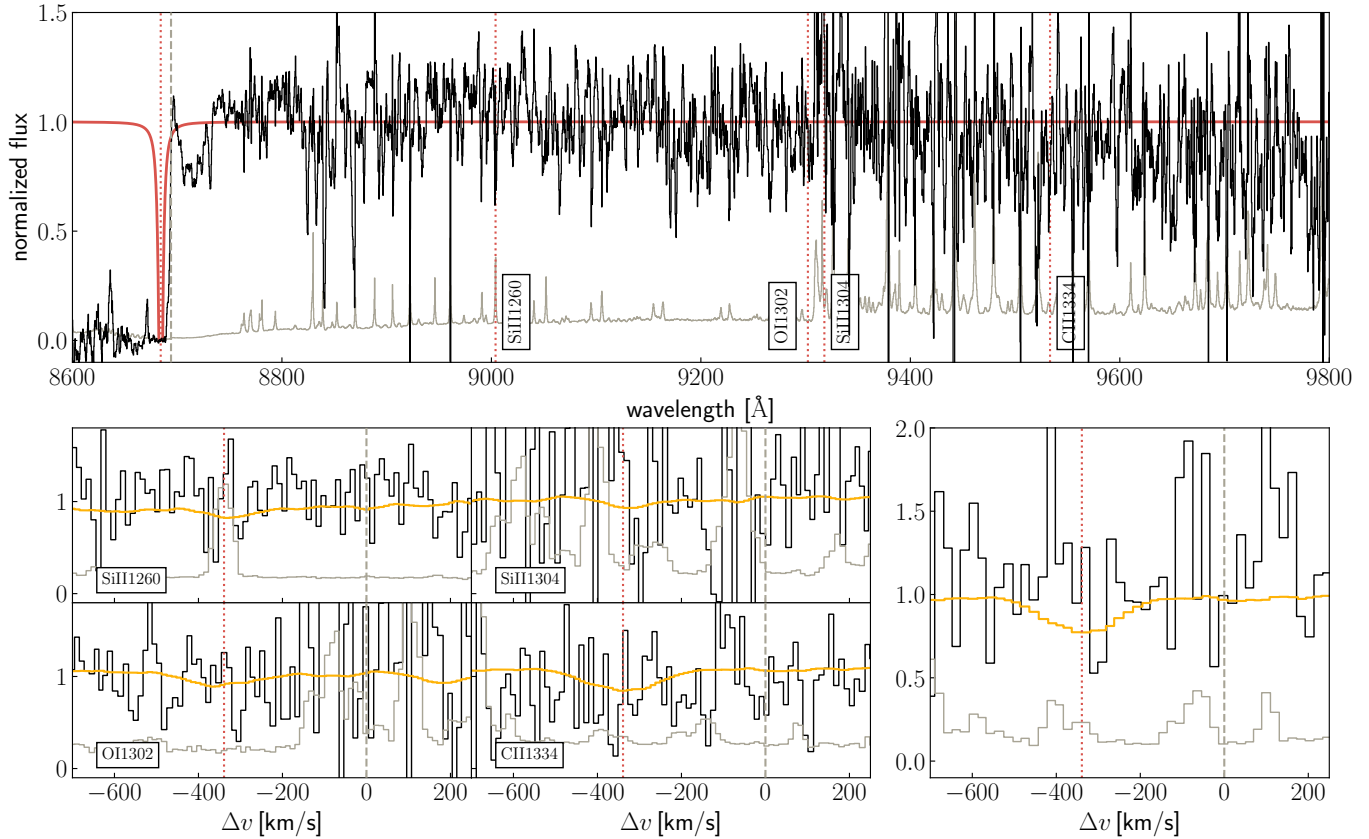 1.5
1.0
0.5
0.0
normalized flux
SiII1260
OI1302
SiII1304
CII1334
8600 8800 9000 9200 9400 9600 9800
wavelength [Å]
1
0
SiII1260
SiII1304
1
0
OI1302
CII1334
−600 −400 −200 0
−600 −400 −200 0 200
Δv [km/s]
Δv [km/s]
2.0
1.5
1.0
0.5
0.0
−600 −400 −200 0 200
Δv [km/s]